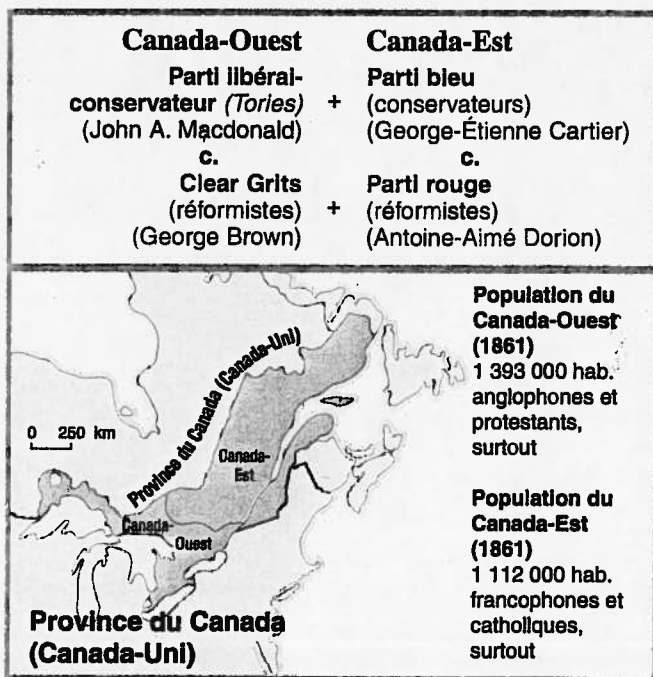 Canada-Ouest
Parti libéral-
conservateur (Tories) +
(John A. Macdonald)
c.
Clear Grits
(réformistes) +
(George Brown)
Canada-Est
Parti bleu
(conservateurs)
(George-Étienne Cartier)
c.
Parti rouge
(réformistes)
(Antoine-Aimé Dorion)
Province du Canada (Canada-Uni)
0 250 km
Canada-
Est
Canada-
Ouest
Province du Canada
(Canada-Uni)
Population du
Canada-Ouest
(1861)
1 393 000 hab.
anglophones et
protestants,
surtout
Population du
Canada-Est
(1861)
1 112 000 hab.
francophones et
catholiques,
surtout